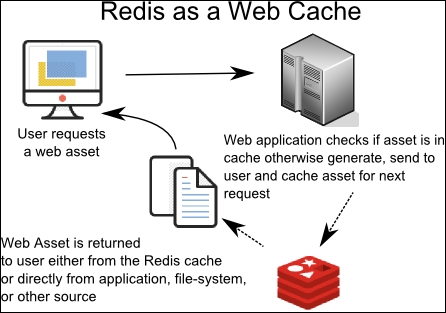 Redis as a Web Cache
User requests
a web asset
Web application checks if asset is in
cache otherwise generate, send to
user and cache asset for next
request
Web Asset is returned
to user either from the Redis cache
or directly from application, file-system,
or other source